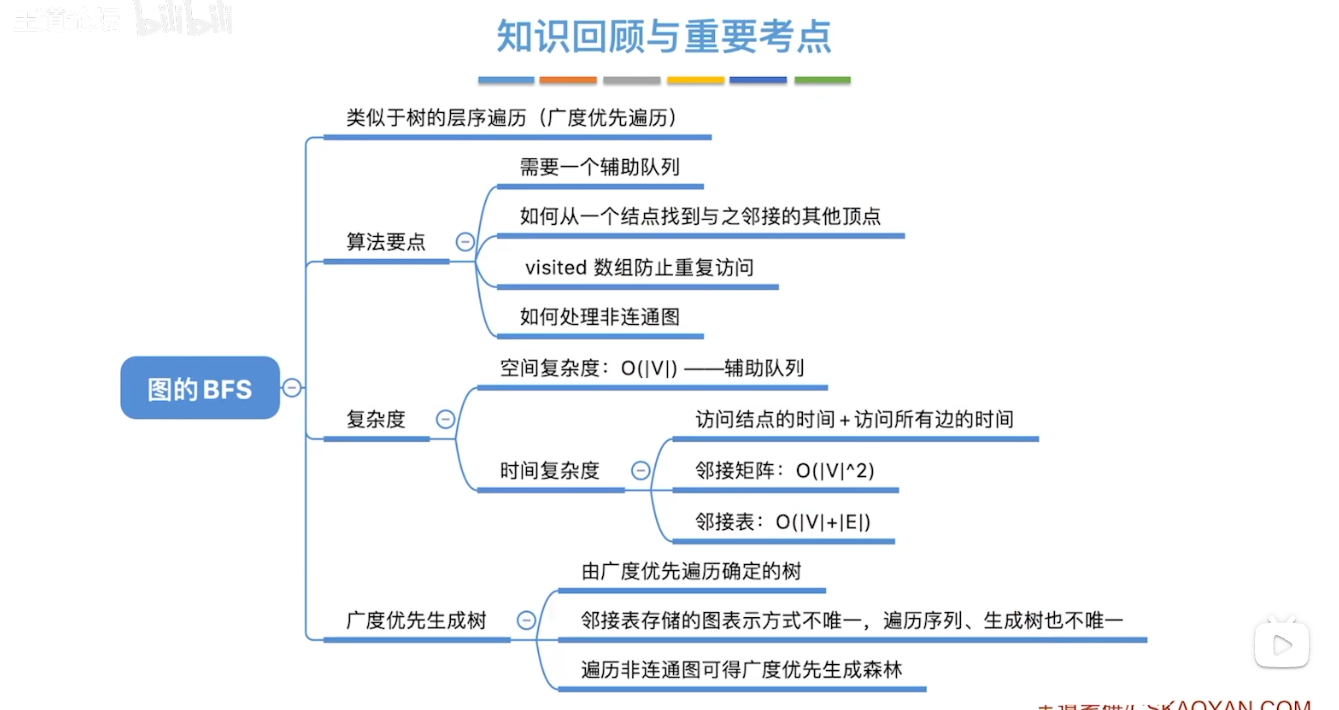 bilibili
知识回顾与重要考点
类似于树的层序遍历（广度优先遍历）
需要一个辅助队列
如何从一个结点找到与之邻接的其他顶点
算法要点
visited 数组防止重复访问
如何处理非连通图
图的BFS
空间复杂度：O(|V|) ——辅助队列
复杂度
访问结点的时间+访问所有边的时间
时间复杂度
邻接矩阵：O(|V|^2)
邻接表：O(|V|+|E|)
由广度优先遍历确定的树
广度优先生成树
邻接表存储的图表示方式不唯一，遍历序列、生成树也不唯一
遍历非连通图可得广度优先生成森林